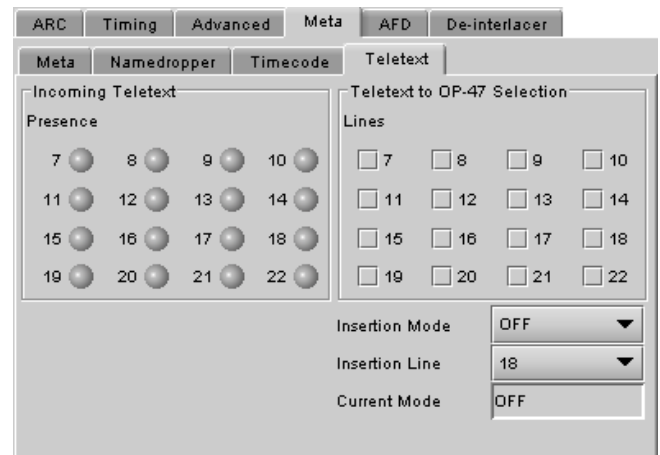 ARC Timing Advanced Meta AFD De-interlacer
Meta Namedropper Timecode Teletext
Incoming Teletext
Presence
7 8 9 10
11 12 13 14
15 16 17 18
19 20 21 22
Teletext to OP-47 Selection
Lines
7 8 9 10
11 12 13 14
15 16 17 18
19 20 21 22
Insertion Mode OFF
Insertion Line 18
Current Mode OFF